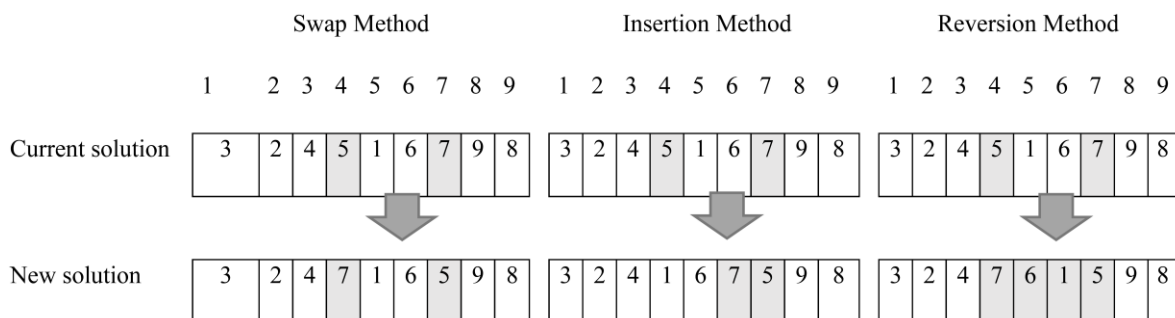 Swap Method Insertion Method Reversion Method
1 2 3 4 5 6 7 8 9 1 2 3 4 5 6 7 8 9 1 2 3 4 5 6 7 8 9
Current solution 3 2 4 5 1 6 7 9 8 3 2 4 5 1 6 7 9 8 3 2 4 5 1 6 7 9 8
New solution 3 2 4 7 1 6 5 9 8 3 2 4 1 6 7 5 9 8 3 2 4 7 6 1 5 9 8